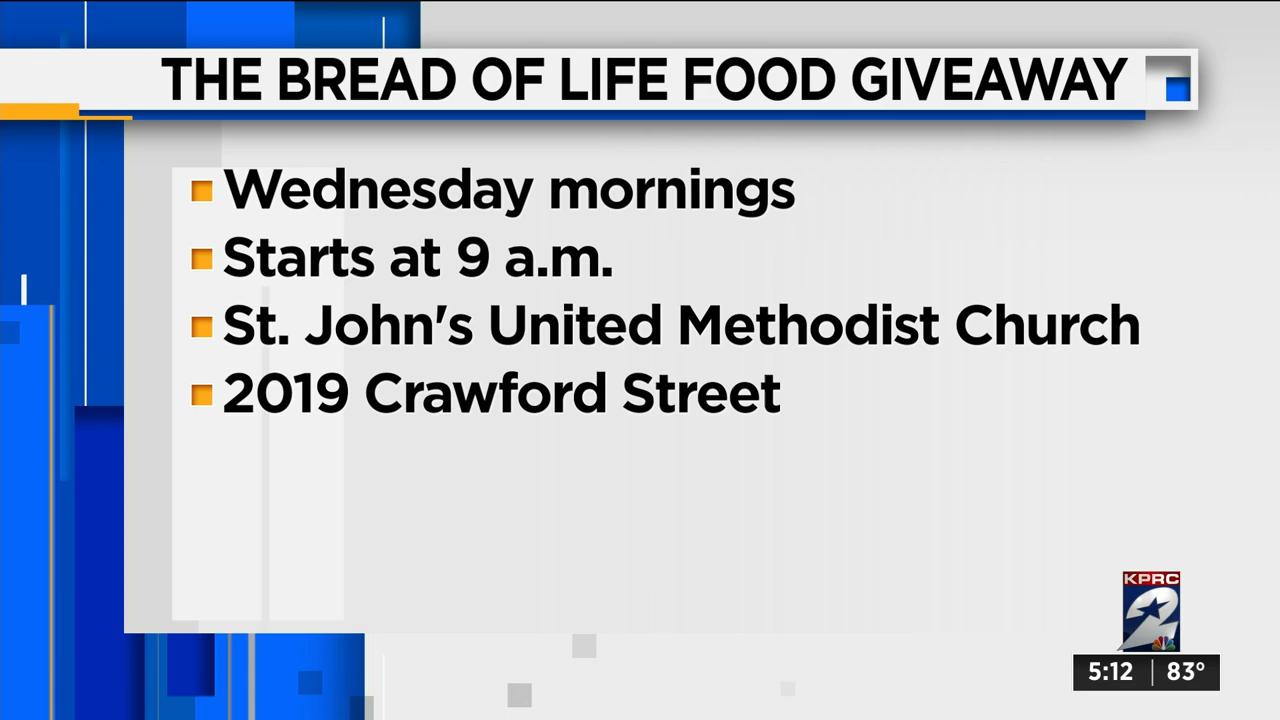 THE BREAD OF LIFE FOOD GIVEAWAY
Wednesday mornings
Starts at 9 a.m.
St. John's United Methodist Church
2019 Crawford Street
KPRC
2
5:12 83°